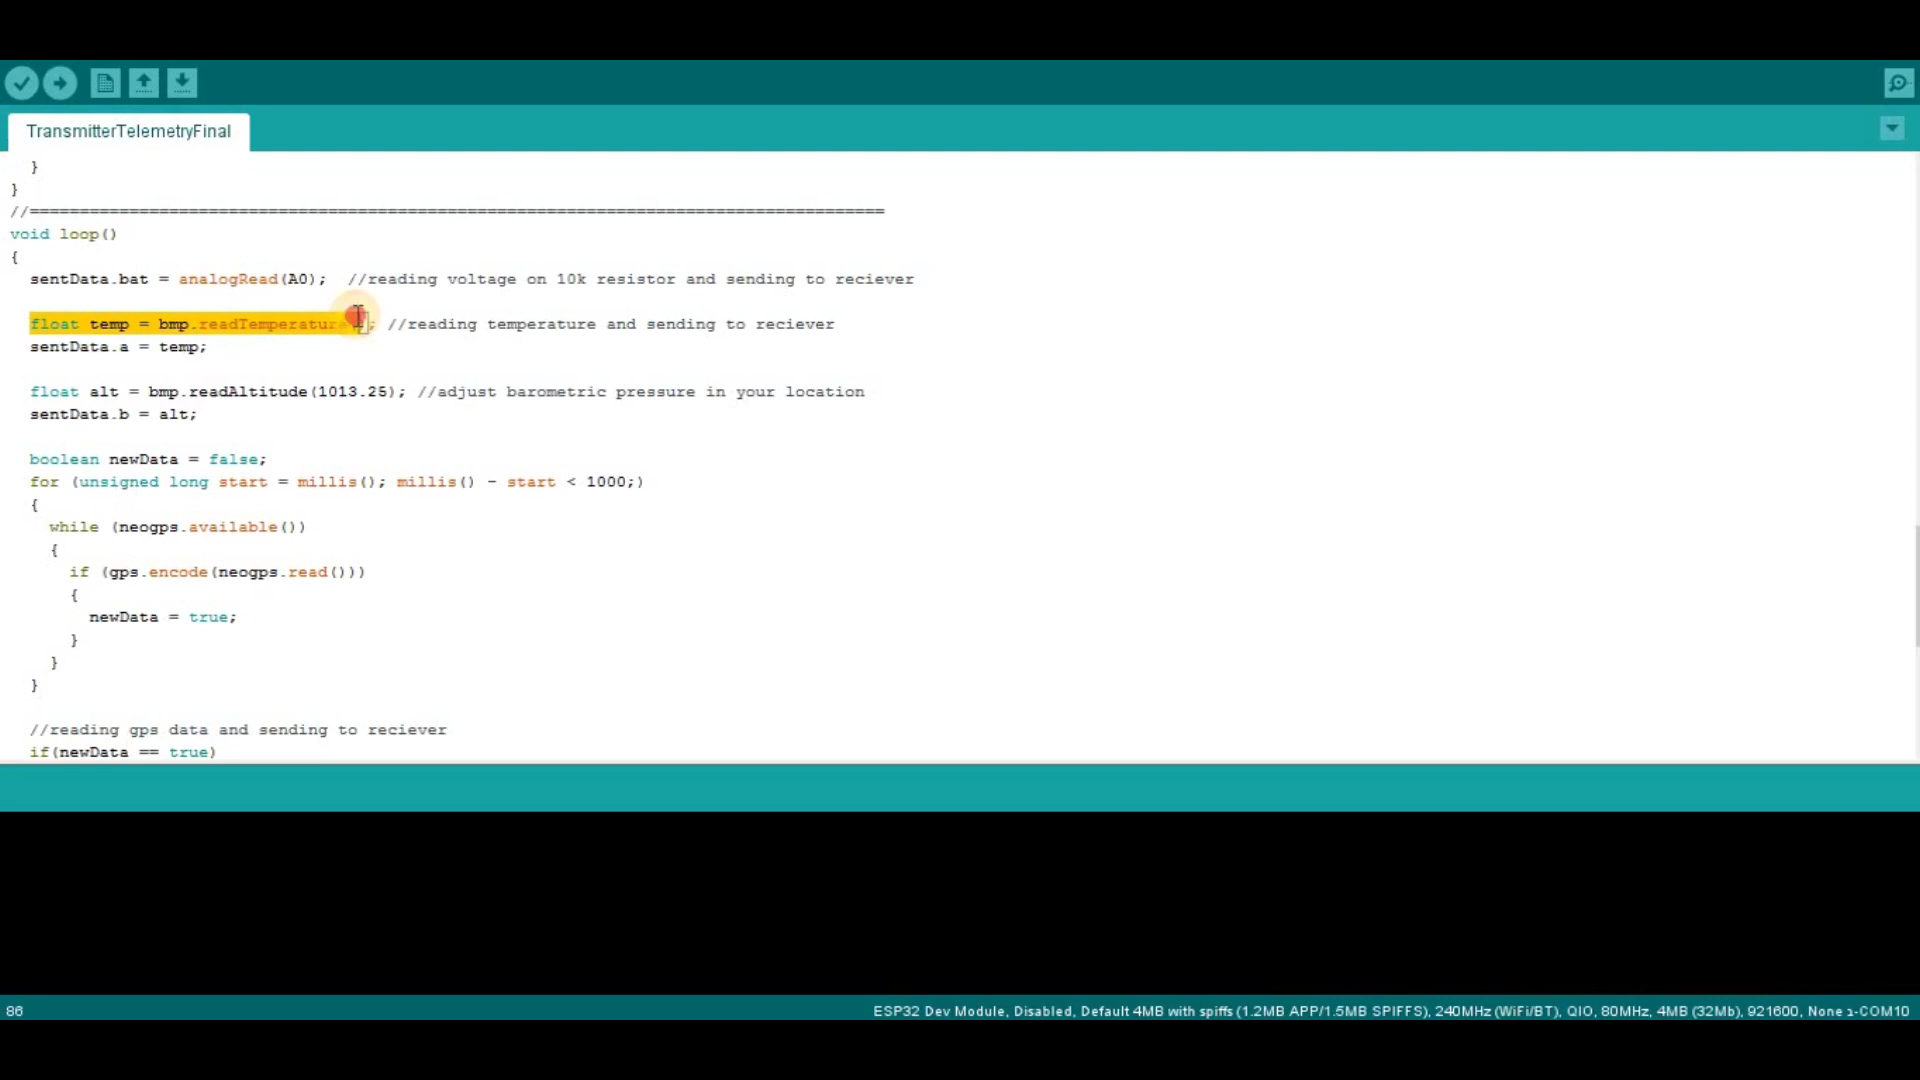 TransmitterTelemetryFinal
}
}
//======================================================================================
void loop()
{
sentData.bat = analogRead(A0);  //reading voltage on 10k resistor and sending to reciever
float temp = bmp.readTemperature ; //reading temperature and sending to reciever
sentData.a = temp;
float alt = bmp.readAltitude(1013.25); //adjust barometric pressure in your location
sentData.b = alt;
boolean newData = false;
for (unsigned long start = millis(); millis() - start < 1000;)
{
while (neogps.available())
{
if (gps.encode(neogps.read()))
{
newData = true;
}
}
}
//reading gps data and sending to reciever
if(newData == true)
86
ESP32 Dev Module, Disabled, Default 4MB with spiffs (1.2MB APP/1.5MB SPIFFS), 240MHz (WiFi/BT), QIO, 80MHz, 4MB (32Mb), 921600, None נ-COM10